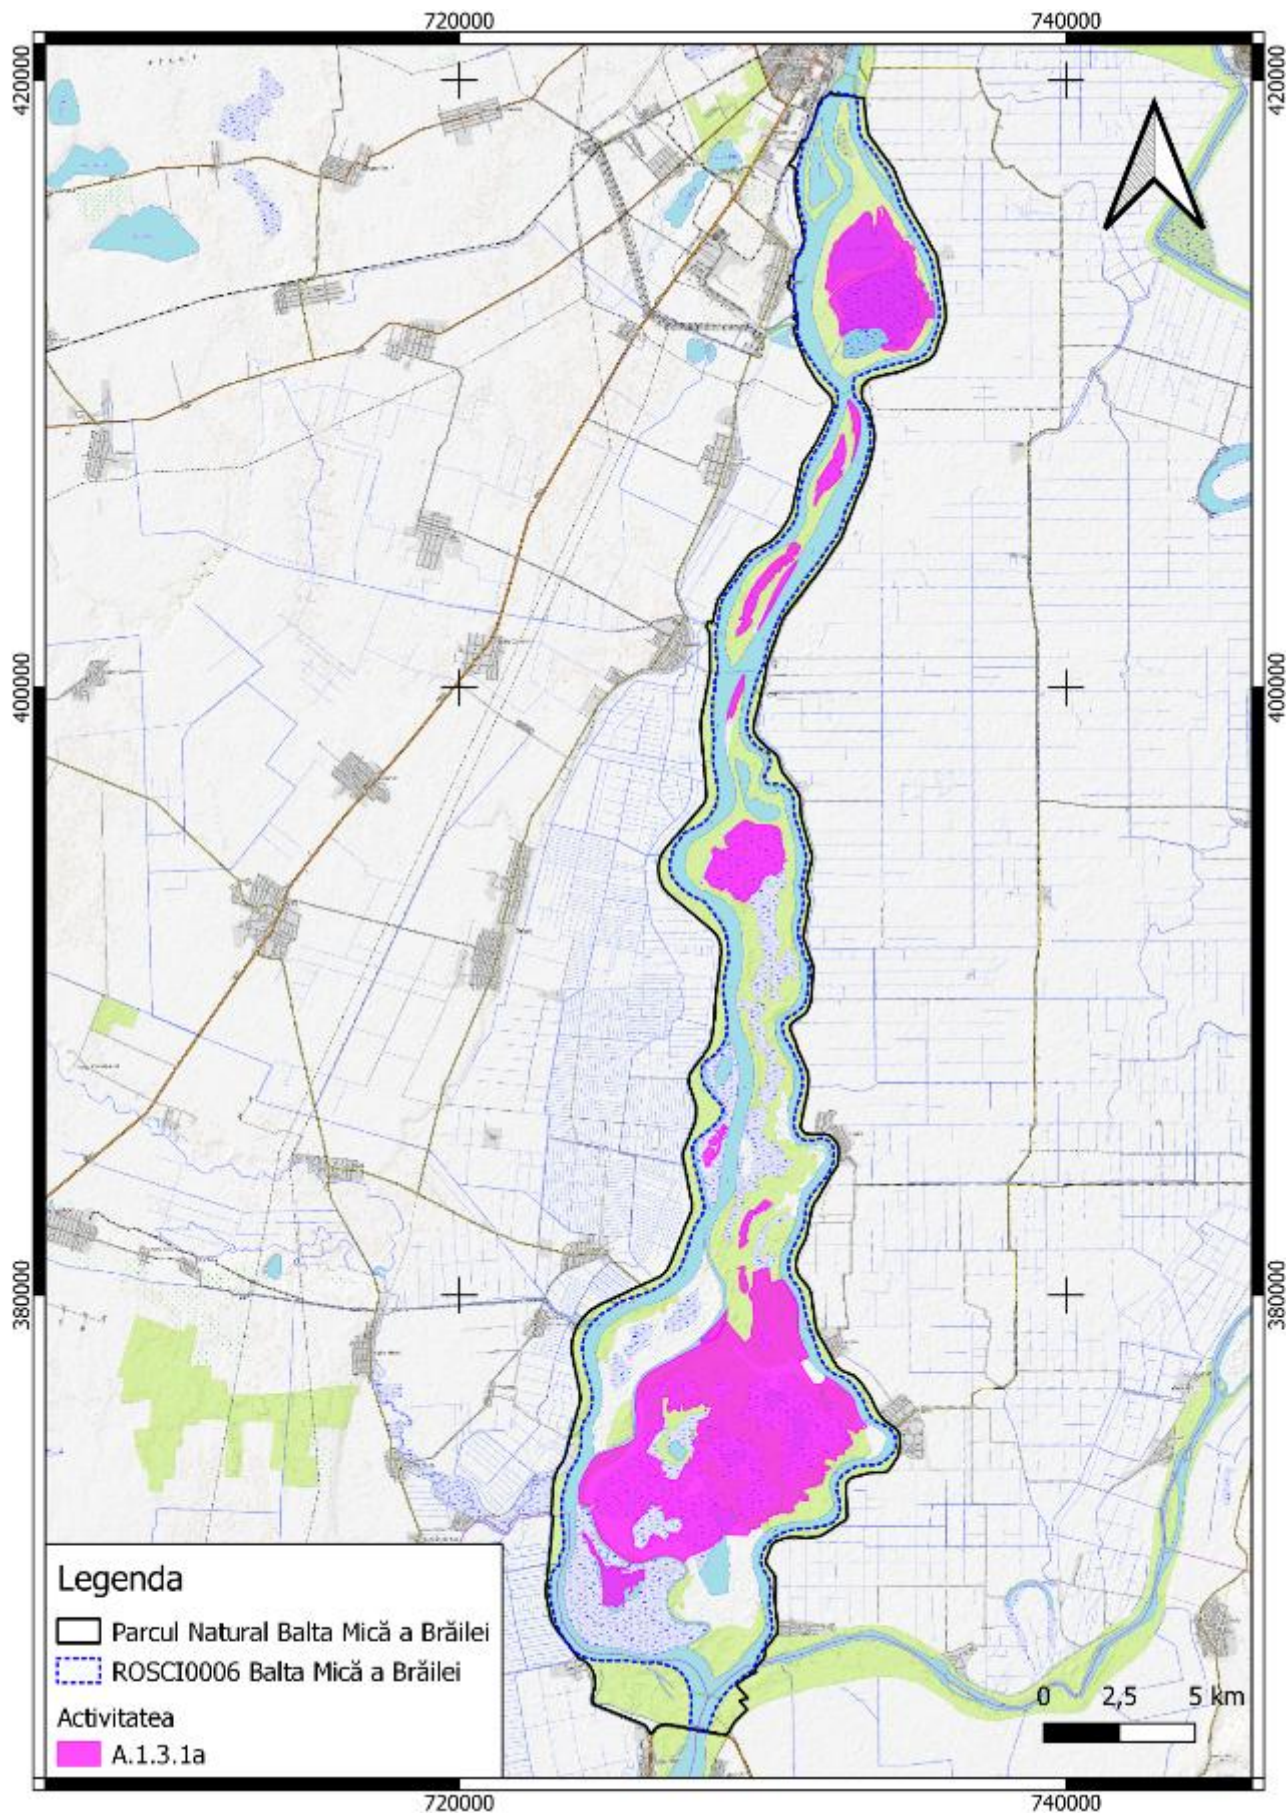 720000
740000
420000
420000
400000
400000
380000
380000
Legenda
Parcul Natural Balta Mică a Brăilei
ROSCI0006 Balta Mică a Brăilei
Activitatea
A.1.3.1a
0 2,5 5 km
720000
740000